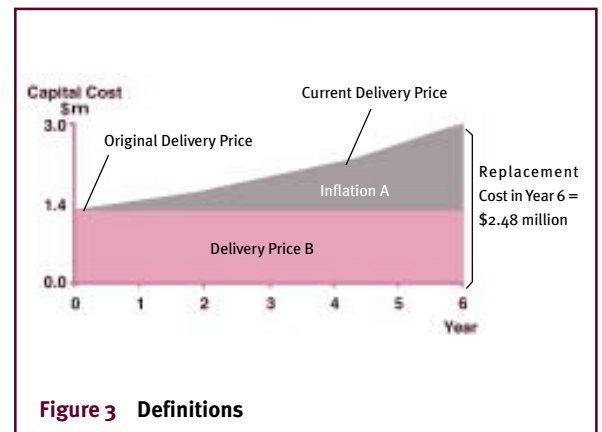 Capital Cost
$m
3.0
Current Delivery Price
Original Delivery Price
Replacement
Cost in Year 6 =
$2.48 million
Inflation A
1.4
Delivery Price B
0.0
0 1 2 3 4 5 6
Year
Figure 3 Definitions